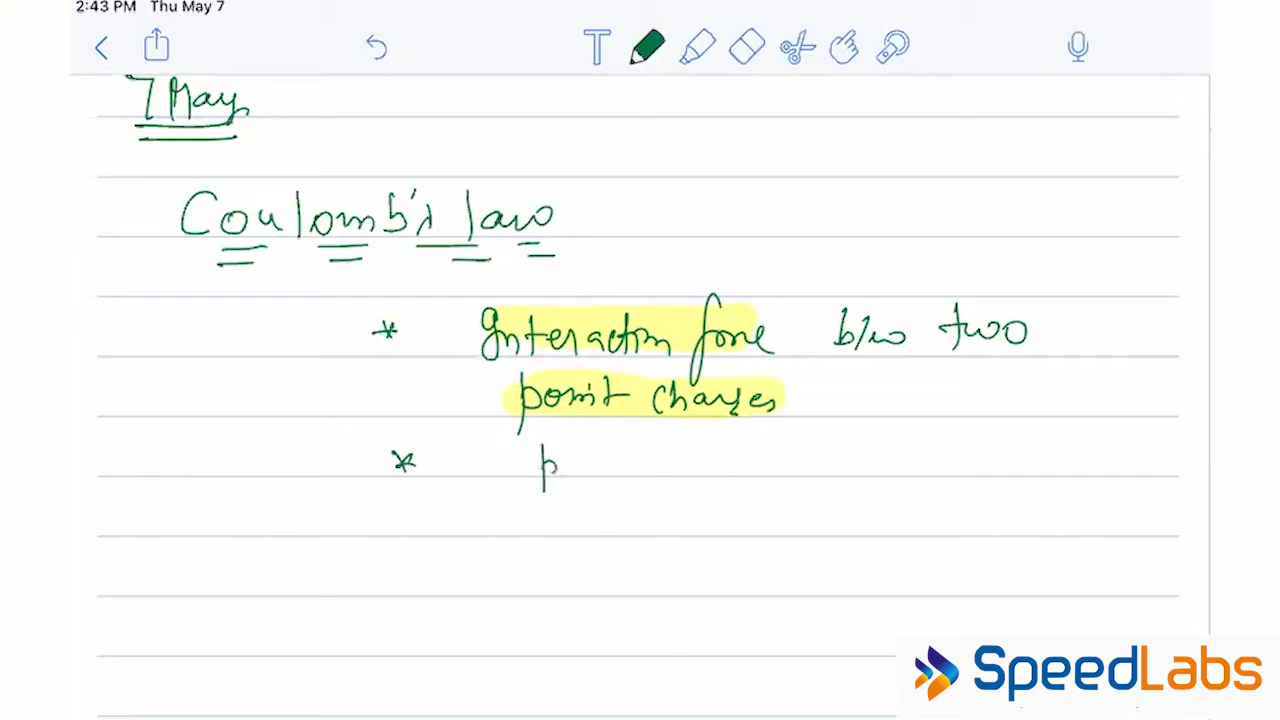 2:43 PM Thu May 7
T
7 May
Coulomb's law
* Interaction force b/w two
point charges
* p
SpeedLabs